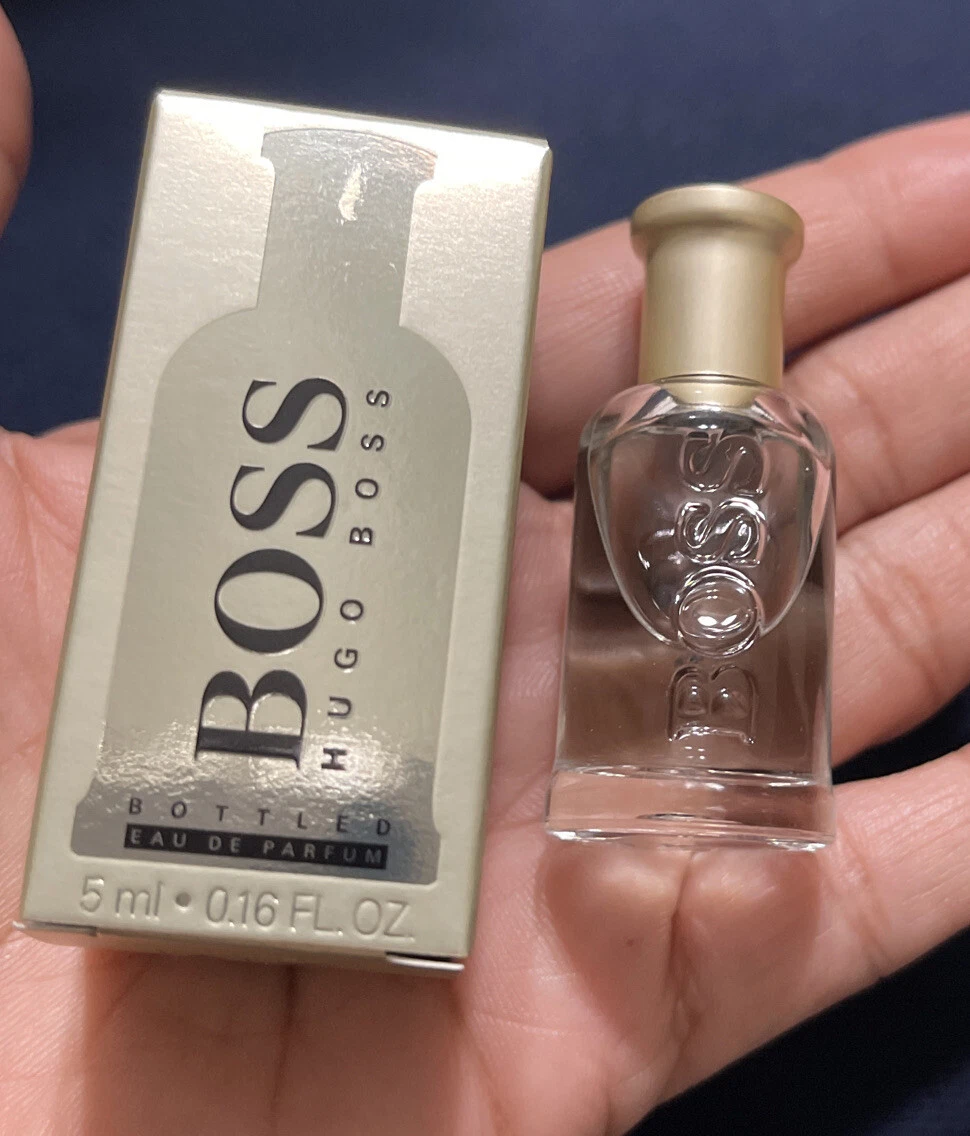 BOSS
HUGO BOSS
BOTTLED
EAU DE PARFUM
5 ml • 0.16 FL. OZ.
BOSS